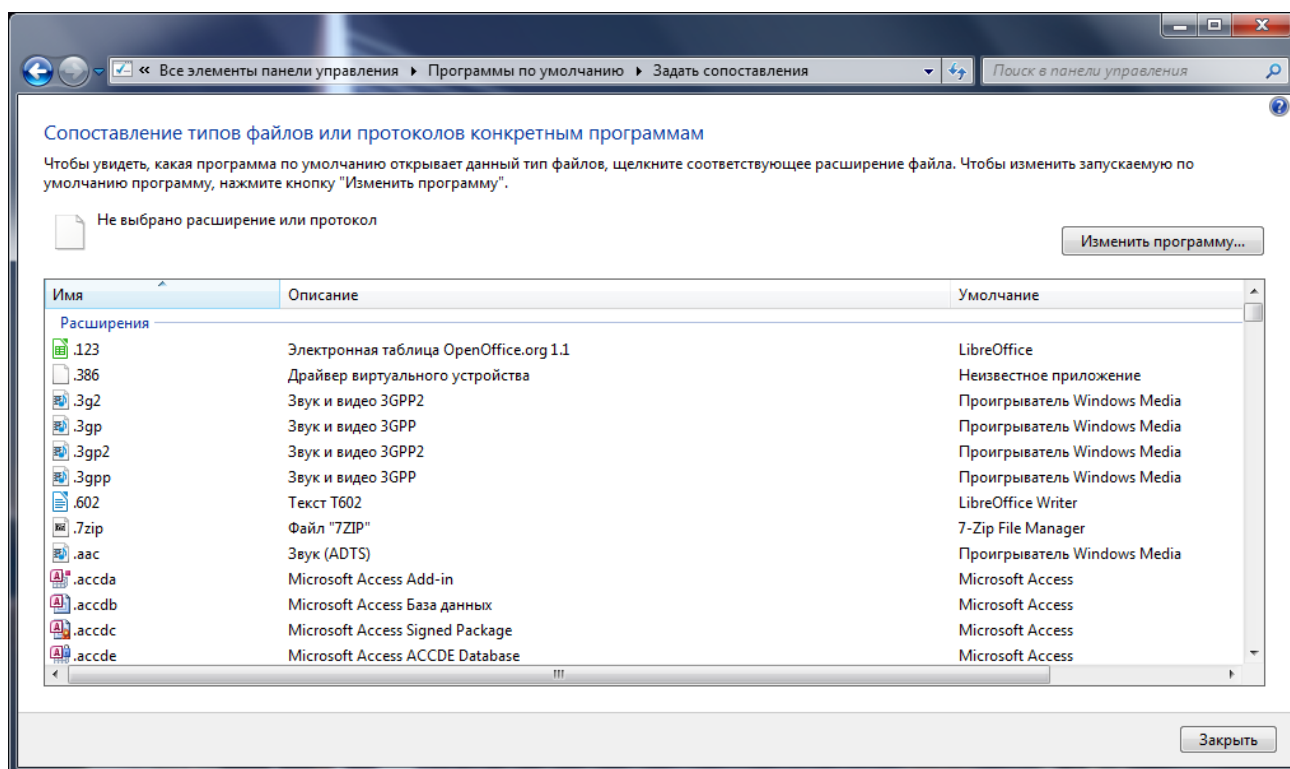 « Все элементы панели управления ▸ Программы по умолчанию ▸ Задать сопоставления Поиск в панели управления
Сопоставление типов файлов или протоколов конкретным программам
Чтобы увидеть, какая программа по умолчанию открывает данный тип файлов, щелкните соответствующее расширение файла. Чтобы изменить запускаемую по
умолчанию программу, нажмите кнопку "Изменить программу".
Не выбрано расширение или протокол
Изменить программу...
Имя Описание Умолчание
Расширения
.123 Электронная таблица OpenOffice.org 1.1 LibreOffice
.386 Драйвер виртуального устройства Неизвестное приложение
.3g2 Звук и видео 3GPP2 Проигрыватель Windows Media
.3gp Звук и видео 3GPP Проигрыватель Windows Media
.3gp2 Звук и видео 3GPP2 Проигрыватель Windows Media
.3gpp Звук и видео 3GPP Проигрыватель Windows Media
.602 Текст T602 LibreOffice Writer
.7zip Файл "7ZIP" 7-Zip File Manager
.aac Звук (ADTS) Проигрыватель Windows Media
.accda Microsoft Access Add-in Microsoft Access
.accdb Microsoft Access База данных Microsoft Access
.accdc Microsoft Access Signed Package Microsoft Access
.accde Microsoft Access ACCDE Database Microsoft Access
Закрыть